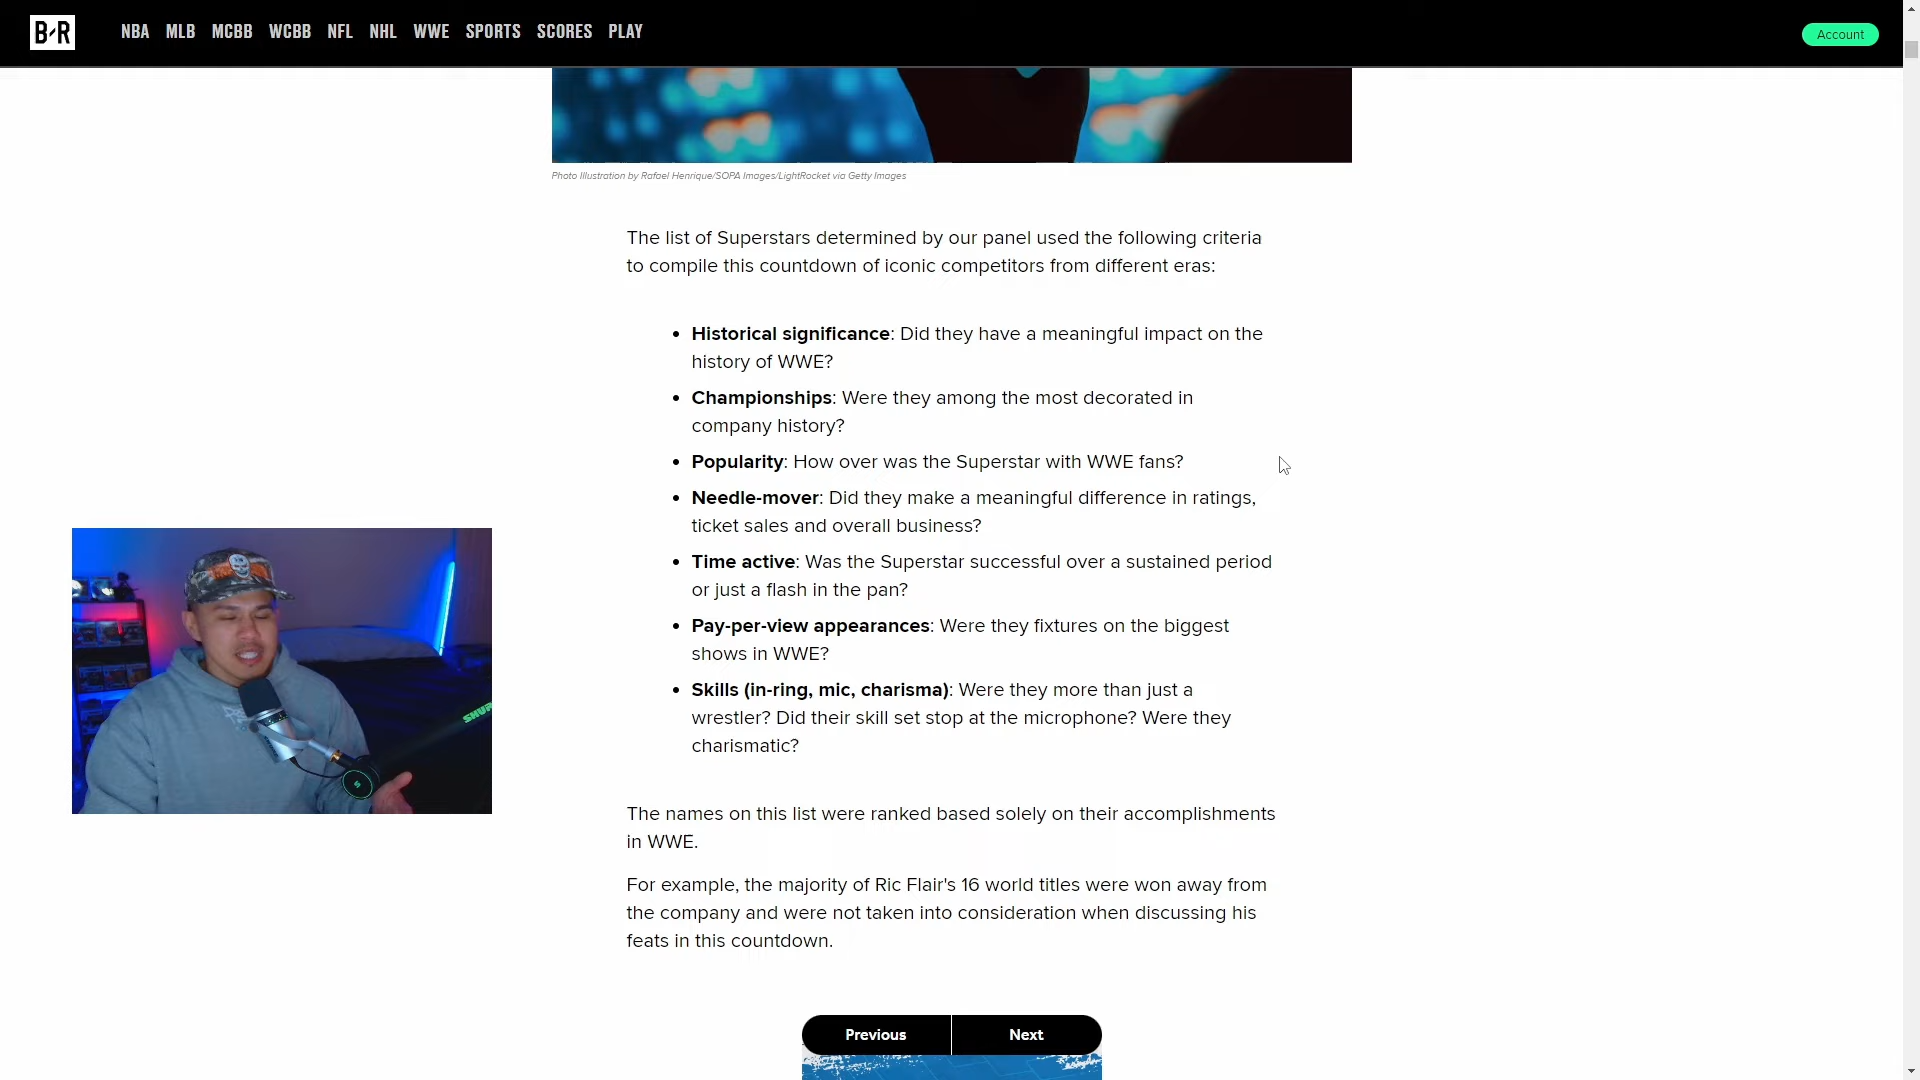 B/R
NBA MLB MCBB WCBB NFL NHL WWE SPORTS SCORES PLAY
Account
Photo Illustration by Rafael Henrique/SOPA Images/LightRocket via Getty Images
The list of Superstars determined by our panel used the following criteria
to compile this countdown of iconic competitors from different eras:
• Historical significance: Did they have a meaningful impact on the
history of WWE?
• Championships: Were they among the most decorated in
company history?
• Popularity: How over was the Superstar with WWE fans?
• Needle-mover: Did they make a meaningful difference in ratings,
ticket sales and overall business?
• Time active: Was the Superstar successful over a sustained period
or just a flash in the pan?
• Pay-per-view appearances: Were they fixtures on the biggest
shows in WWE?
• Skills (in-ring, mic, charisma): Were they more than just a
wrestler? Did their skill set stop at the microphone? Were they
charismatic?
SHUR
The names on this list were ranked based solely on their accomplishments
in WWE.
For example, the majority of Ric Flair's 16 world titles were won away from
the company and were not taken into consideration when discussing his
feats in this countdown.
Previous Next